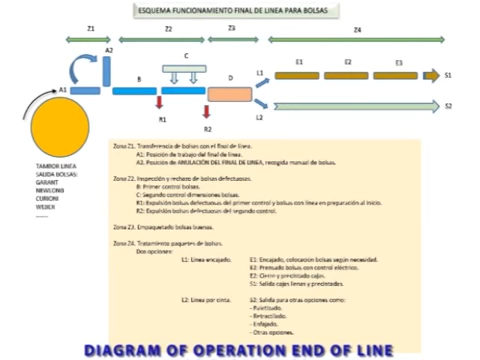 ESQUEMA FUNCIONAMIENTO FINAL DE LINEA PARA BOLSAS
Z1
Z2
Z3
Z4
A2
C
A1
B
D
L1
E1
E2
E3
S1
R1
R2
L2
S2
TAMBOR LINEA
SALIDA BOLSAS:
GARANT
NEWLONG
CURIONI
WEBER
Zona Z1. Transferencia de bolsas con el final de línea.
A1: Posición de trabajo del final de línea.
A2: Posición de ANULACIÓN DEL FINAL DE LINEA, recogida manual de bolsas.
Zona Z2. Inspección y rechazo de bolsas defectuosas.
B: Primer control bolsas.
C: Segundo control dimensiones bolsas.
R1: Expulsión bolsas defectuosas del primer control y bolsas con línea en preparación al inicio.
R2: Expulsión bolsas defectuosas del segundo control.
Zona Z3. Empaquetado bolsas buenas.
Zona Z4. Tratamiento paquetes de bolsas.
Dos opciones:
L1: Linea encajado.
E1: Encajado, colocación bolsas según necesidad.
E2: Prensado bolsas con control eléctrico.
E3: Cierre y precintado cajas.
S1: Salida cajas llenas y precintadas.
L2: Linea por cinta.
S2: Salida para otras opciones como:
- Paletizado.
- Retractilado.
- Enfajado.
- Otras opciones.
DIAGRAM OF OPERATION END OF LINE